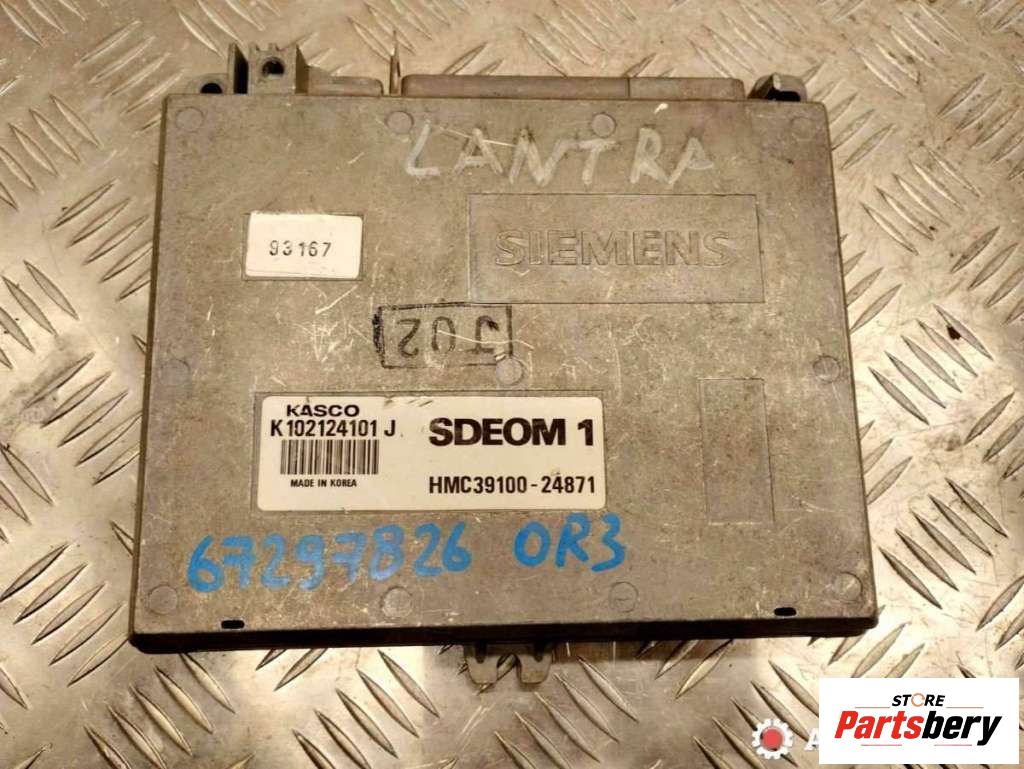 LANTRA
SIEMENS
93167
J02
KASCO
K102124101 J
SDEOM 1
MADE IN KOREA
HMC39100-24871
67297826 OR3
STORE
Partsbery